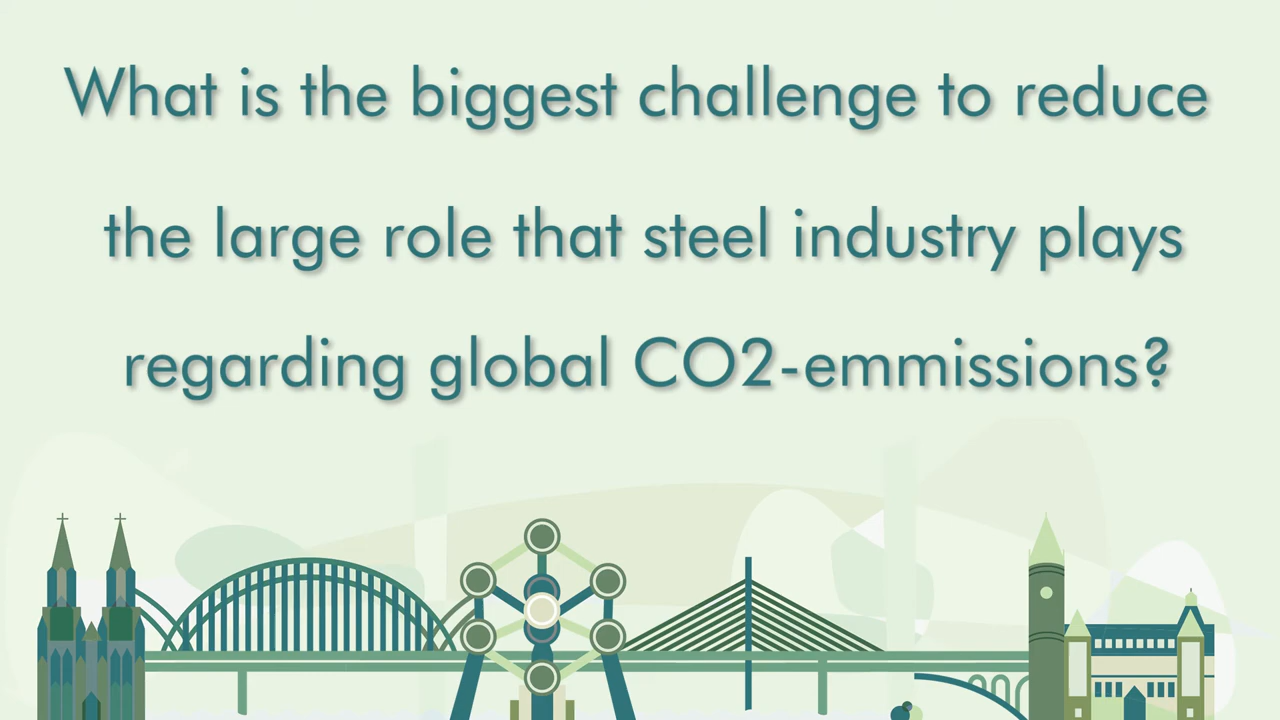 What is the biggest challenge to reduce
the large role that steel industry plays
regarding global CO2-emmissions?